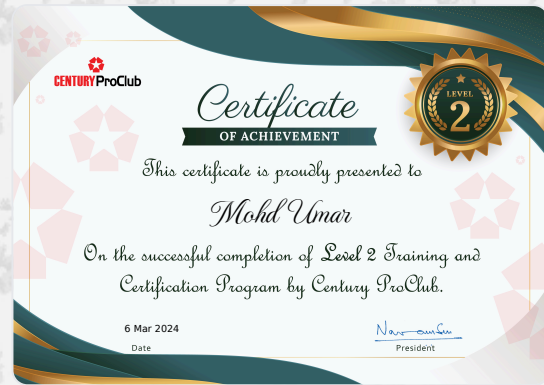 CENTURY ProClub
LEVEL
2
Certificate
OF ACHIEVEMENT
This certificate is proudly presented to
Mohd Umar
On the successful completion of Level 2 Training and
Certification Program by Century ProClub.
6 Mar 2024
Date
President